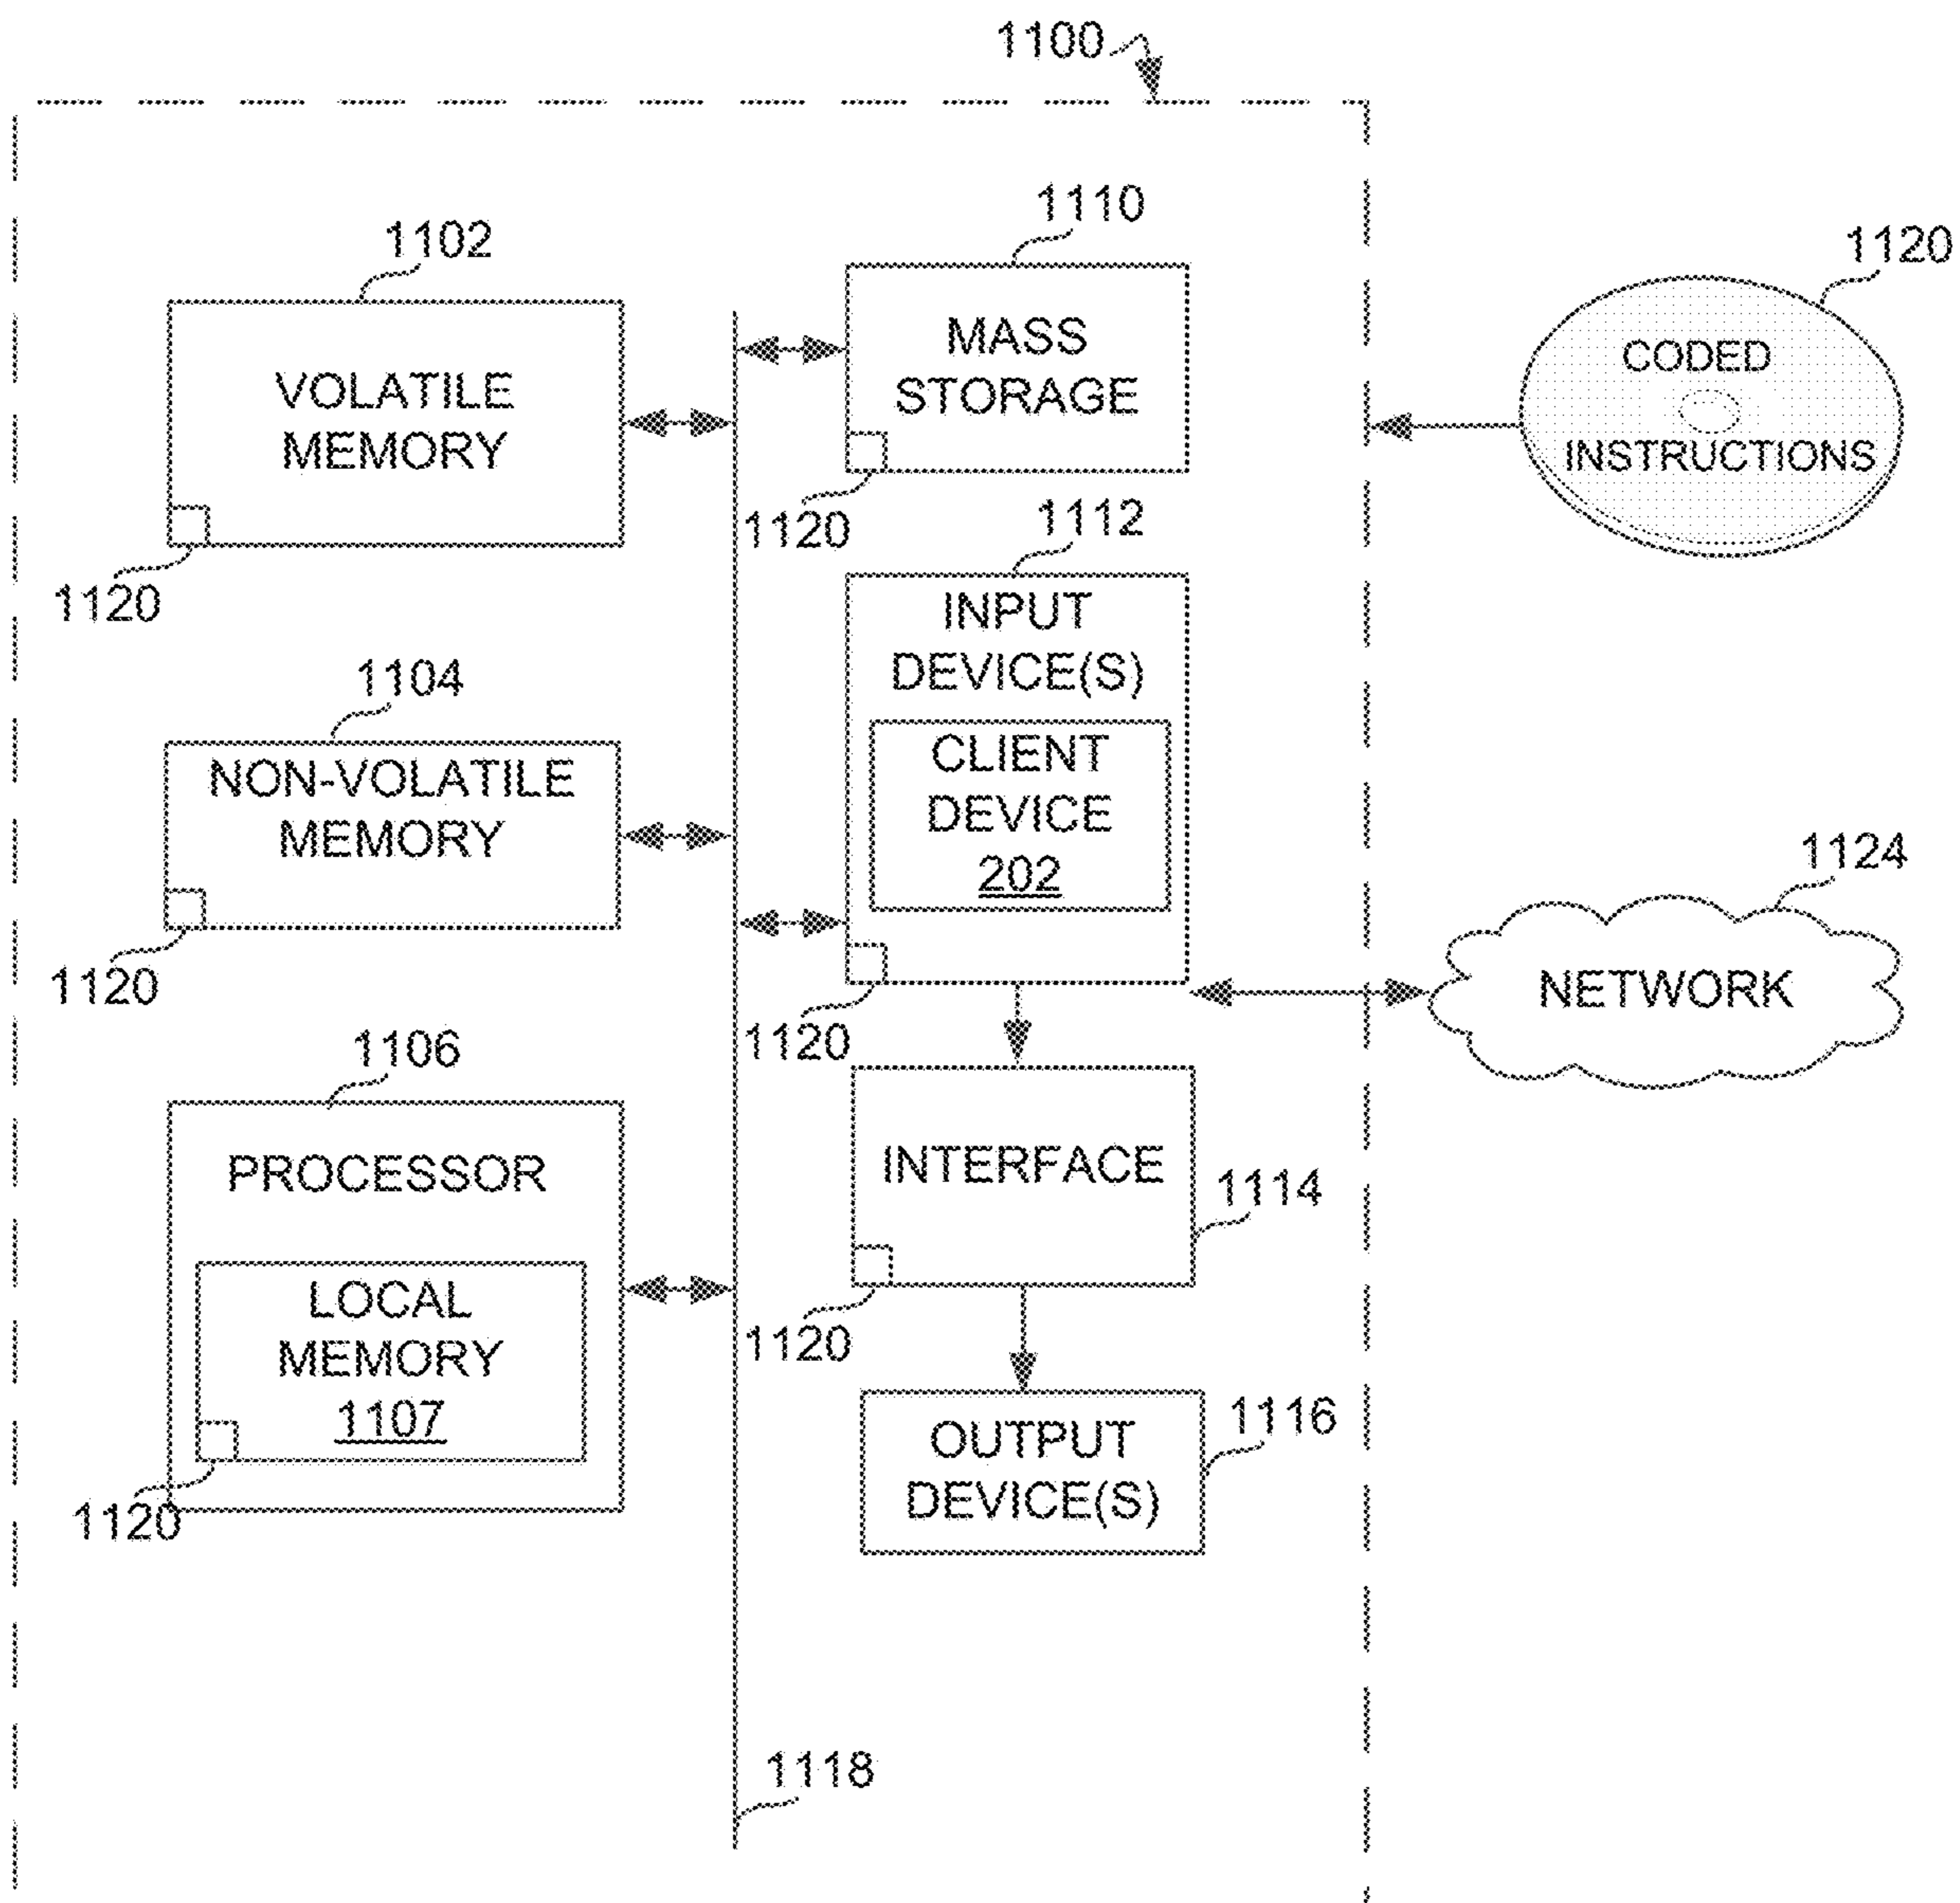 1100
1110
1102
1120
MASS
STORAGE
CODED
INSTRUCTIONS
VOLATILE
MEMORY
1120
1112
1120
INPUT
DEVICE(S)
1104
CLIENT
DEVICE
202
NON-VOLATILE
MEMORY
1124
1120
NETWORK
1120
1106
INTERFACE
1114
PROCESSOR
LOCAL
MEMORY
1107
1120
1116
OUTPUT
DEVICE(S)
1120
1118